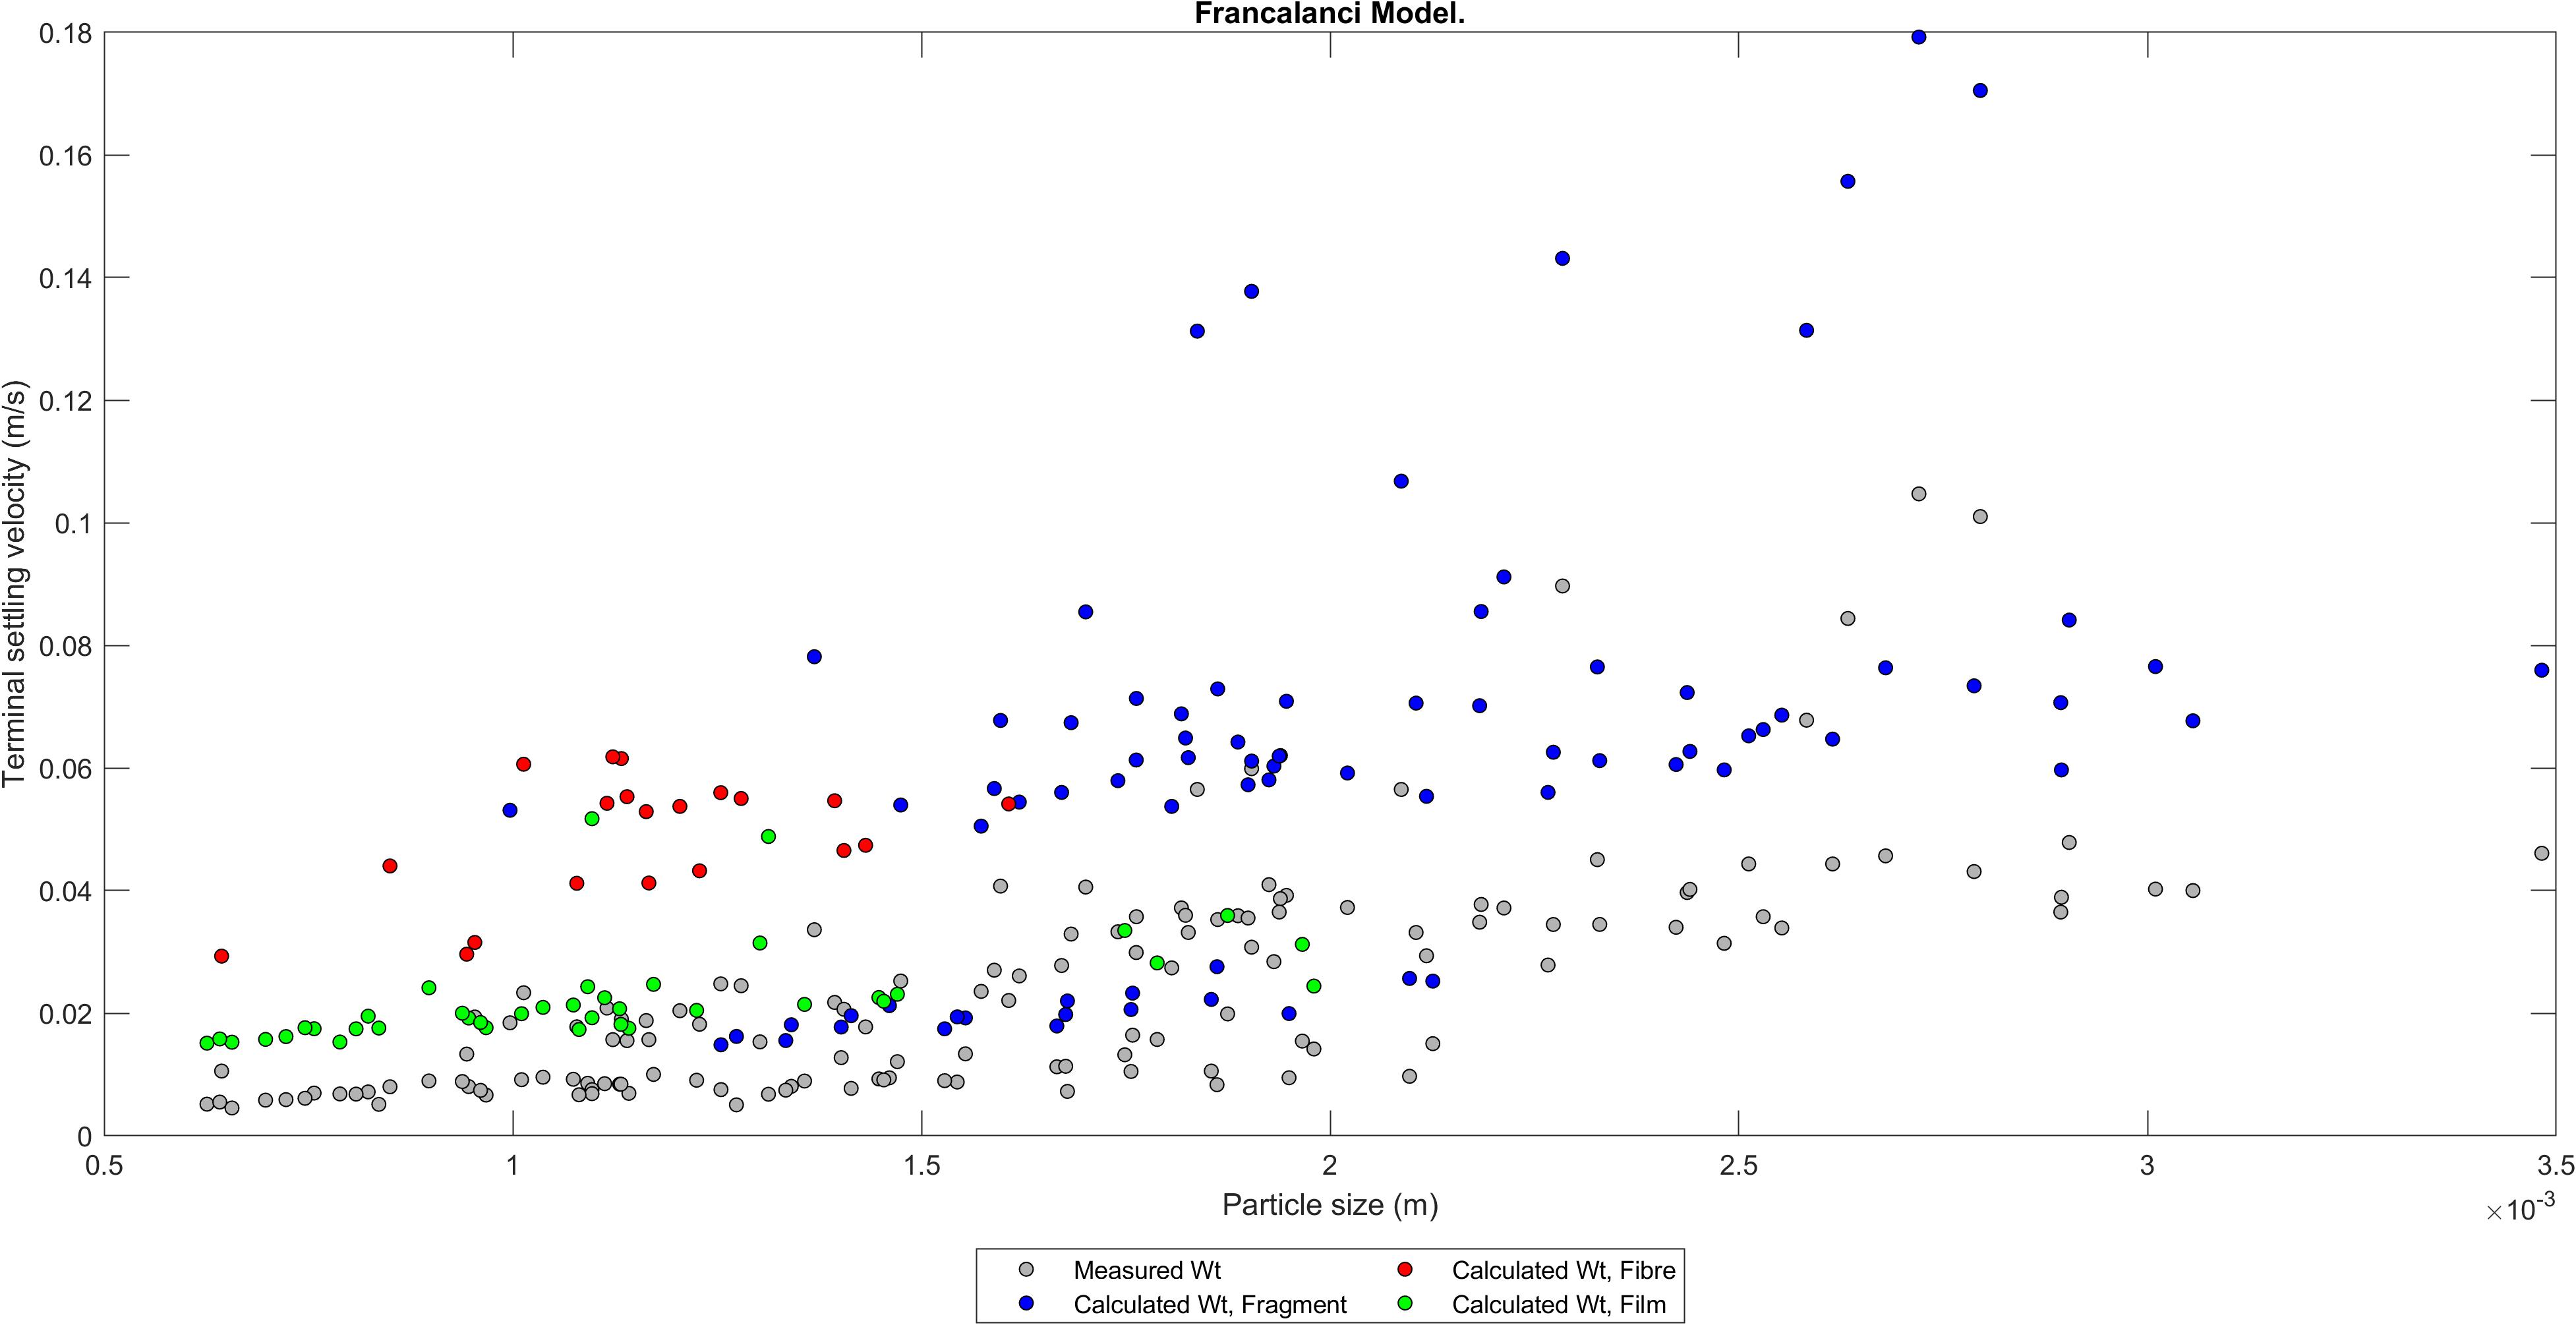 Francalanci Model.
0.18
0.16
0.14
0.12
0.1
0.08
0.06
0.04
0.02
0
Terminal settling velocity (m/s)
0.5 1 1.5 2 2.5 3 3.5
Particle size (m)
×10-3
Measured Wt Calculated Wt, Fibre
Calculated Wt, Fragment Calculated Wt, Film